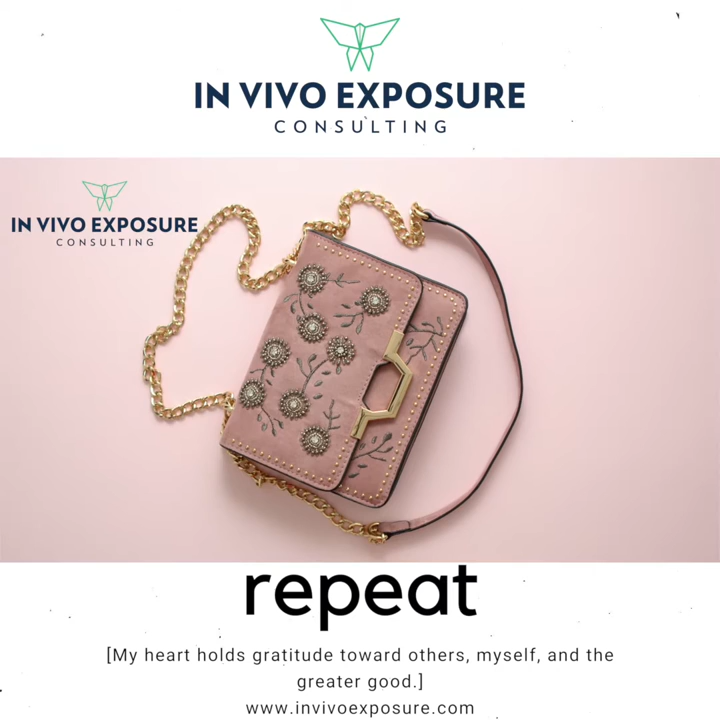 IN VIVO EXPOSURE
CONSULTING
IN VIVO EXPOSURE
CONSULTING
repeat
[My heart holds gratitude toward others, myself, and the
greater good.]
www.invivoexposure.com